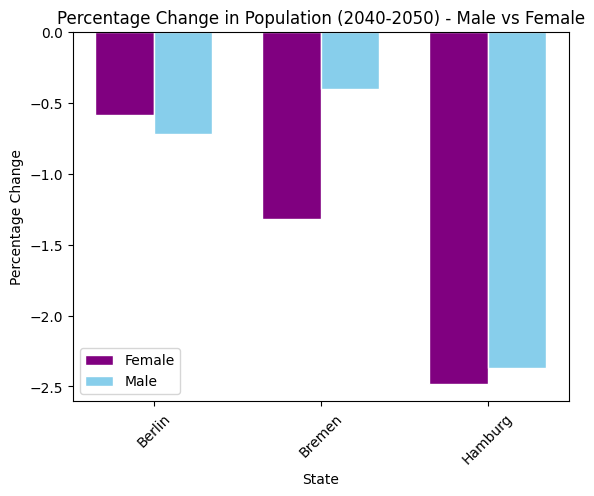 Percentage Change in Population (2040-2050) - Male vs Female
Percentage Change
0.0
−0.5
−1.0
−1.5
−2.0
−2.5
Female
Male
Berlin
Bremen
Hamburg
State